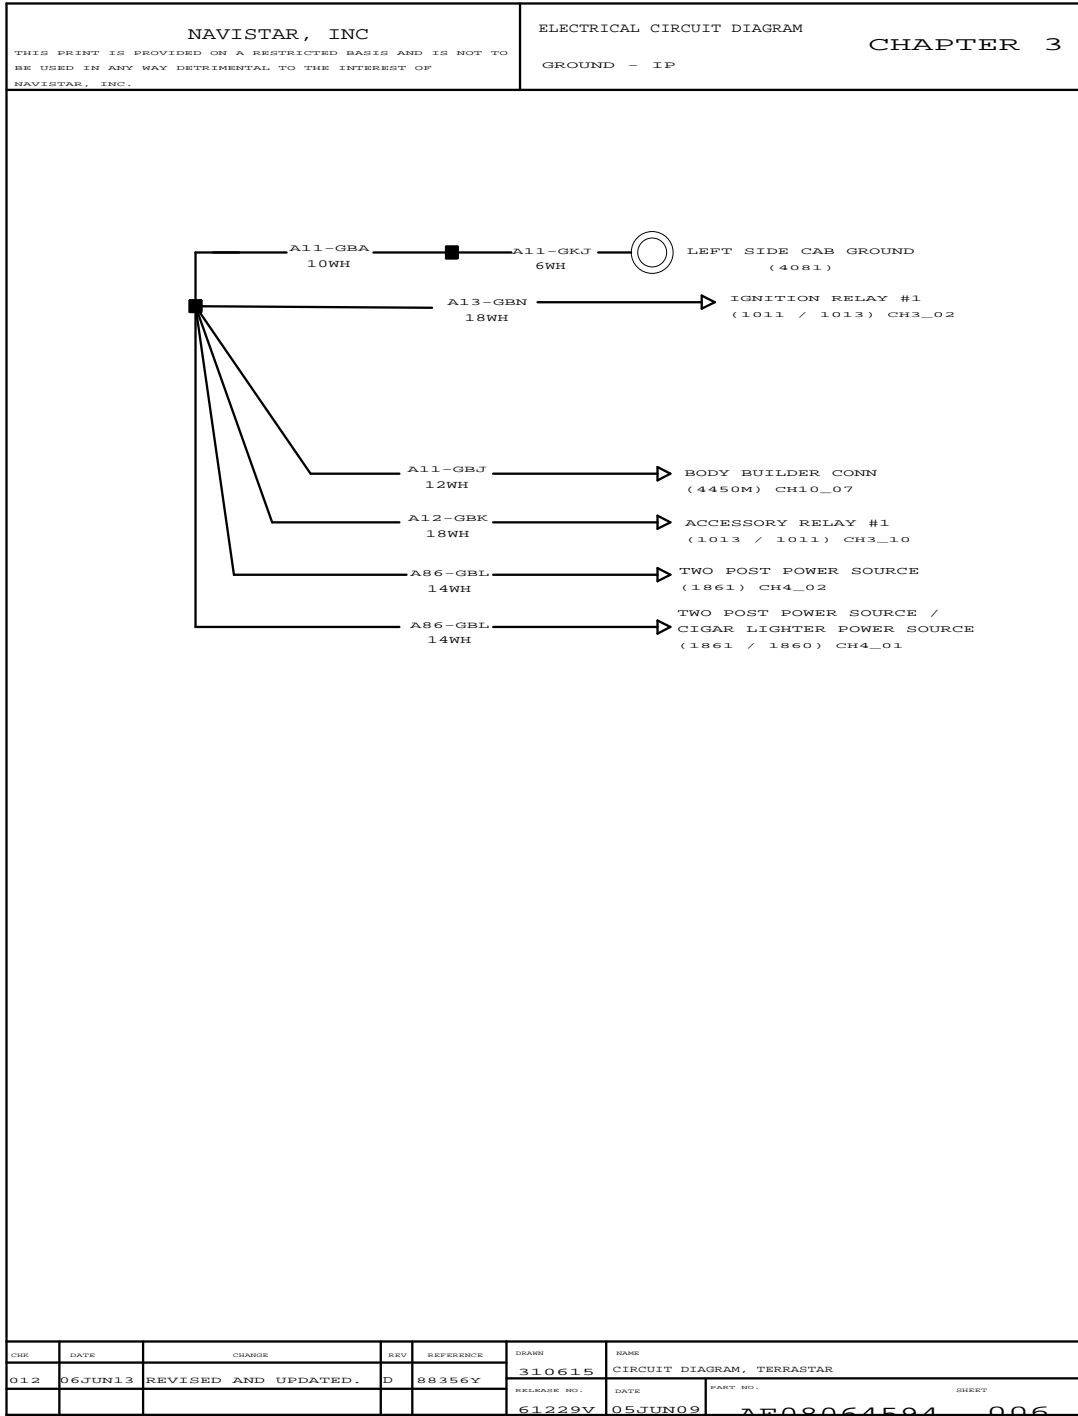 NAVISTAR, INC
THIS PRINT IS PROVIDED ON A RESTRICTED BASIS AND IS NOT TO
BE USED IN ANY WAY DETRIMENTAL TO THE INTEREST OF
NAVISTAR, INC.
ELECTRICAL CIRCUIT DIAGRAM
GROUND - IP
CHAPTER 3
A11-GBA
10WH
A11-GKJ
6WH
LEFT SIDE CAB GROUND
(4081)
A13-GBN
18WH
IGNITION RELAY #1
(1011 / 1013) CH3_02
A11-GBJ
12WH
BODY BUILDER CONN
(4450M) CH10_07
A12-GBK
18WH
ACCESSORY RELAY #1
(1013 / 1011) CH3_10
A86-GBL
14WH
TWO POST POWER SOURCE
(1861) CH4_02
A86-GBL
14WH
TWO POST POWER SOURCE /
CIGAR LIGHTER POWER SOURCE
(1861 / 1860) CH4_01
CHK DATE CHANGE REV REFERENCE
012 06JUN13 REVISED AND UPDATED. D 88356Y
DRAWN
310615
NAME
CIRCUIT DIAGRAM, TERRASTAR
RELEASE NO.
61229V
DATE
05JUN09
PART NO.
AF08064594
SHEET
006